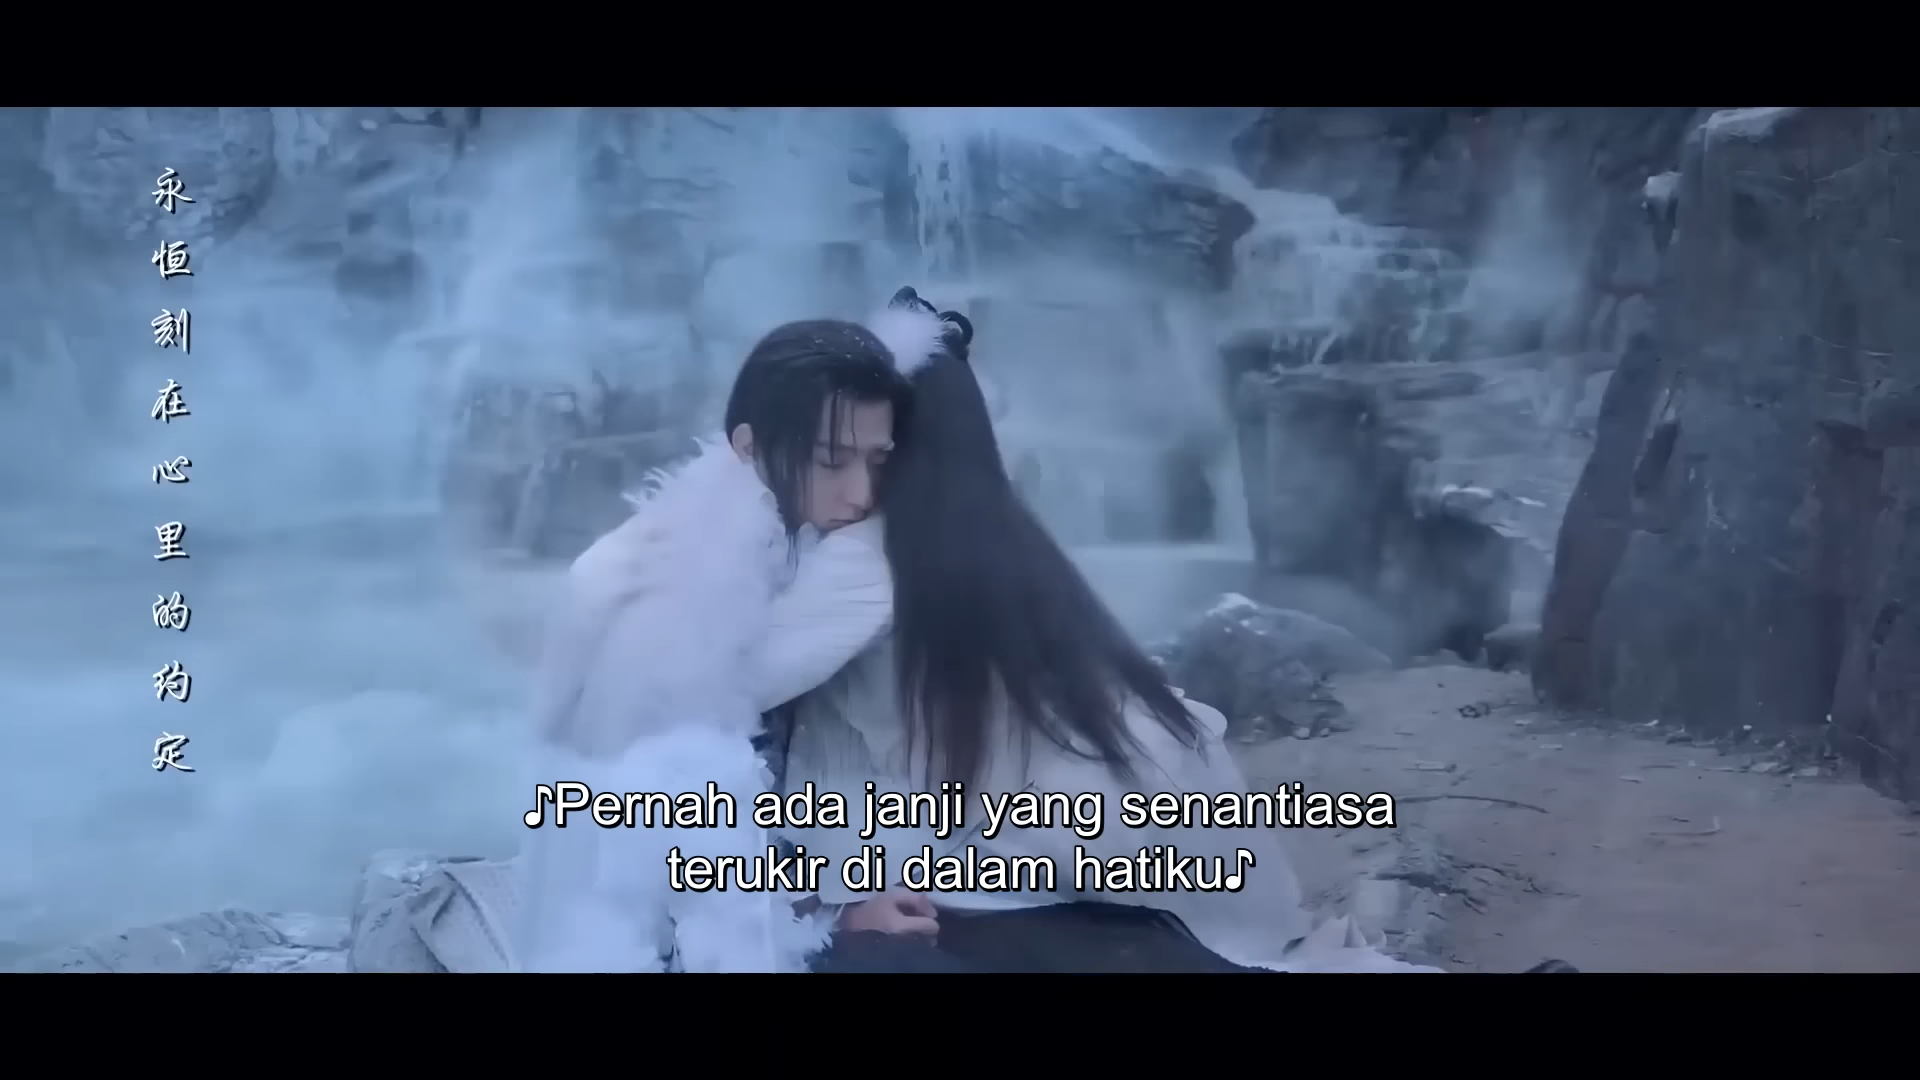 永恒刻在心里的约定
♪Pernah ada janji yang senantiasa
terukir di dalam hatiku♪